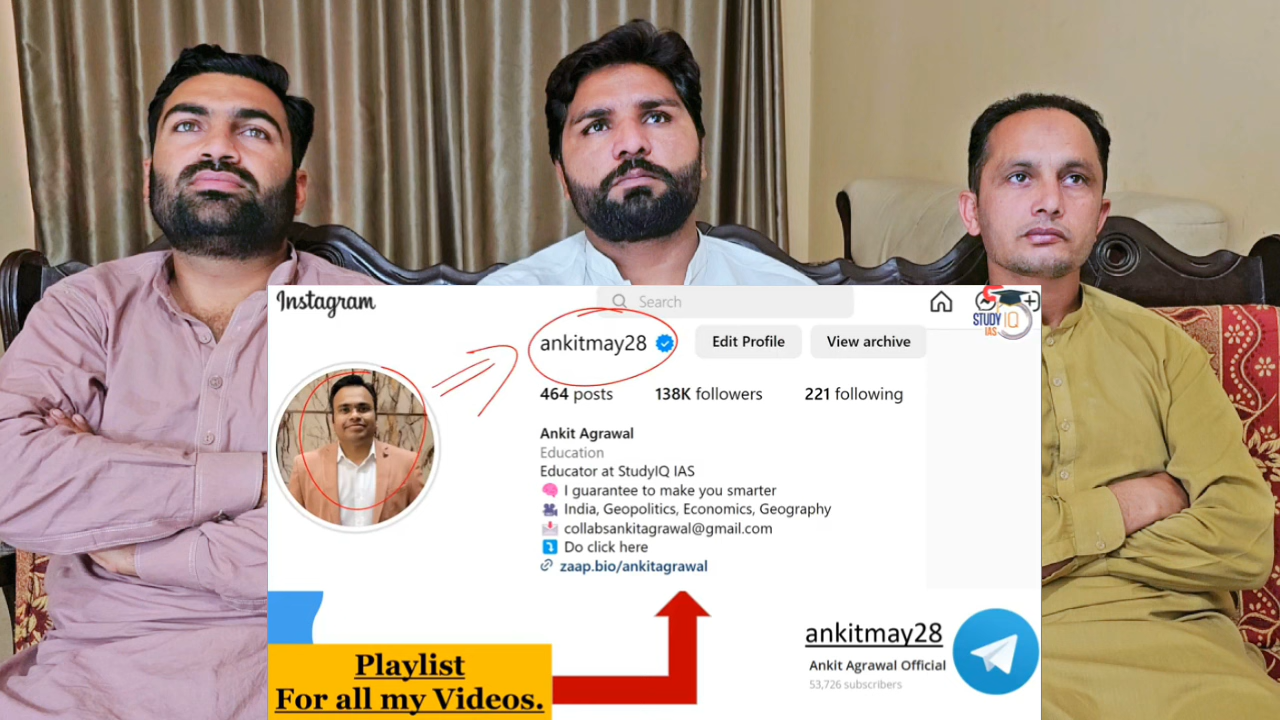 Instagram
Search
STUDY IQ
IAS
ankitmay28
Edit Profile
View archive
464 posts
138K followers
221 following
Ankit Agrawal
Education
Educator at StudyIQ IAS
I guarantee to make you smarter
India, Geopolitics, Economics, Geography
collabsankitagrawal@gmail.com
Do click here
zaap.bio/ankitagrawal
Playlist
For all my Videos.
ankitmay28
Ankit Agrawal Official
53,726 subscribers